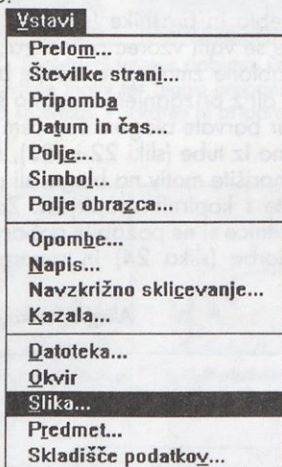 Vstavi
Prelom...
Številke strani...
Pripomba
Datum in čas...
Polje...
Simbol...
Polje obrazca...
Opombe...
Napis...
Navzkrižno sklicevanje...
Kazala...
Datoteka...
Okvir
Slika...
Predmet...
Skladišče podatkov...